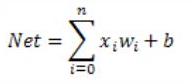 Net = \sum_{i=0}^{n} x_i w_i + b